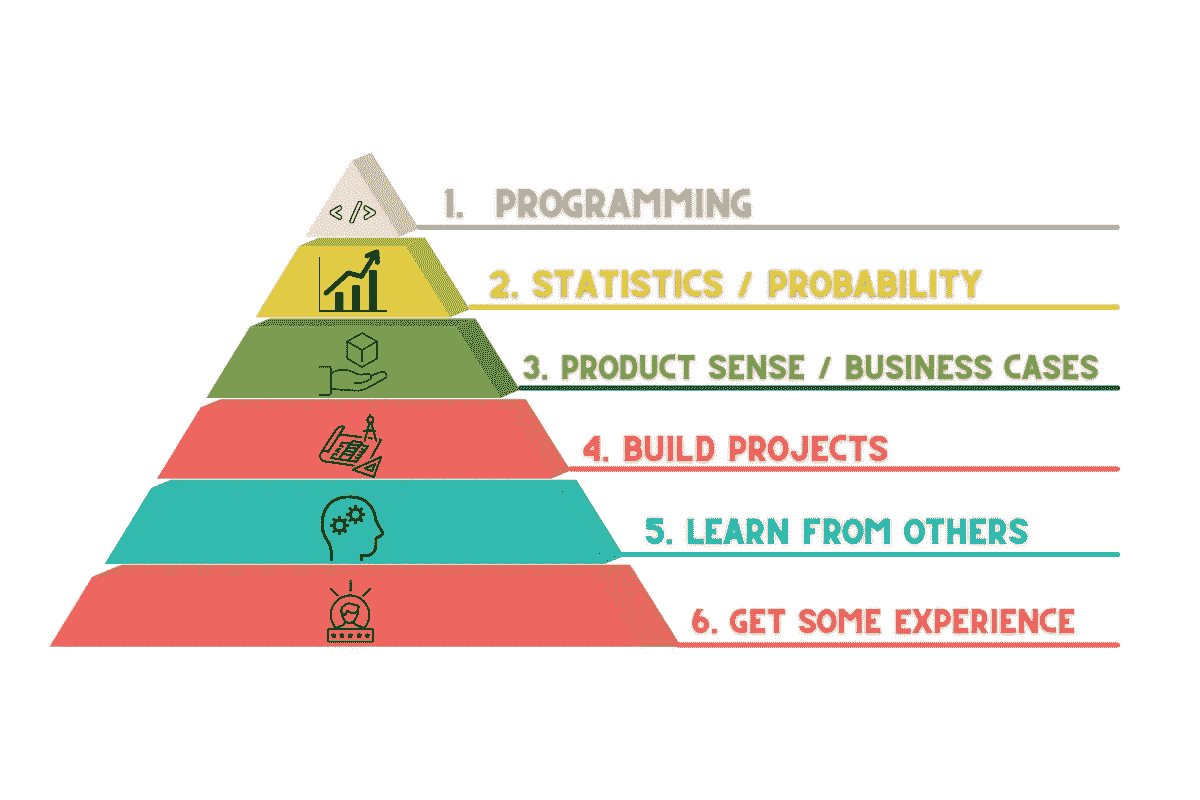 </>
1. PROGRAMMING
2. STATISTICS / PROBABILITY
3. PRODUCT SENSE / BUSINESS CASES
4. BUILD PROJECTS
5. LEARN FROM OTHERS
6. GET SOME EXPERIENCE